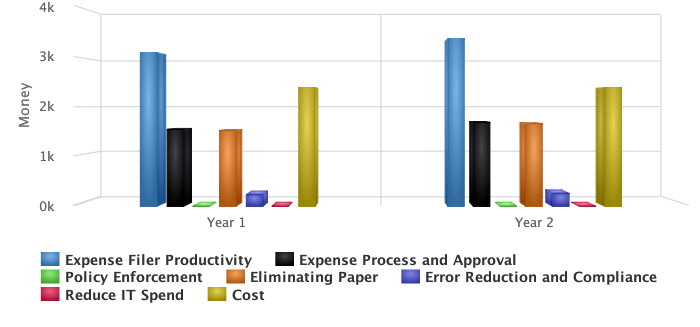 4k
3k
2k
1k
0k
Money
Year 1
Year 2
Expense Filer Productivity
Expense Process and Approval
Policy Enforcement
Eliminating Paper
Error Reduction and Compliance
Reduce IT Spend
Cost